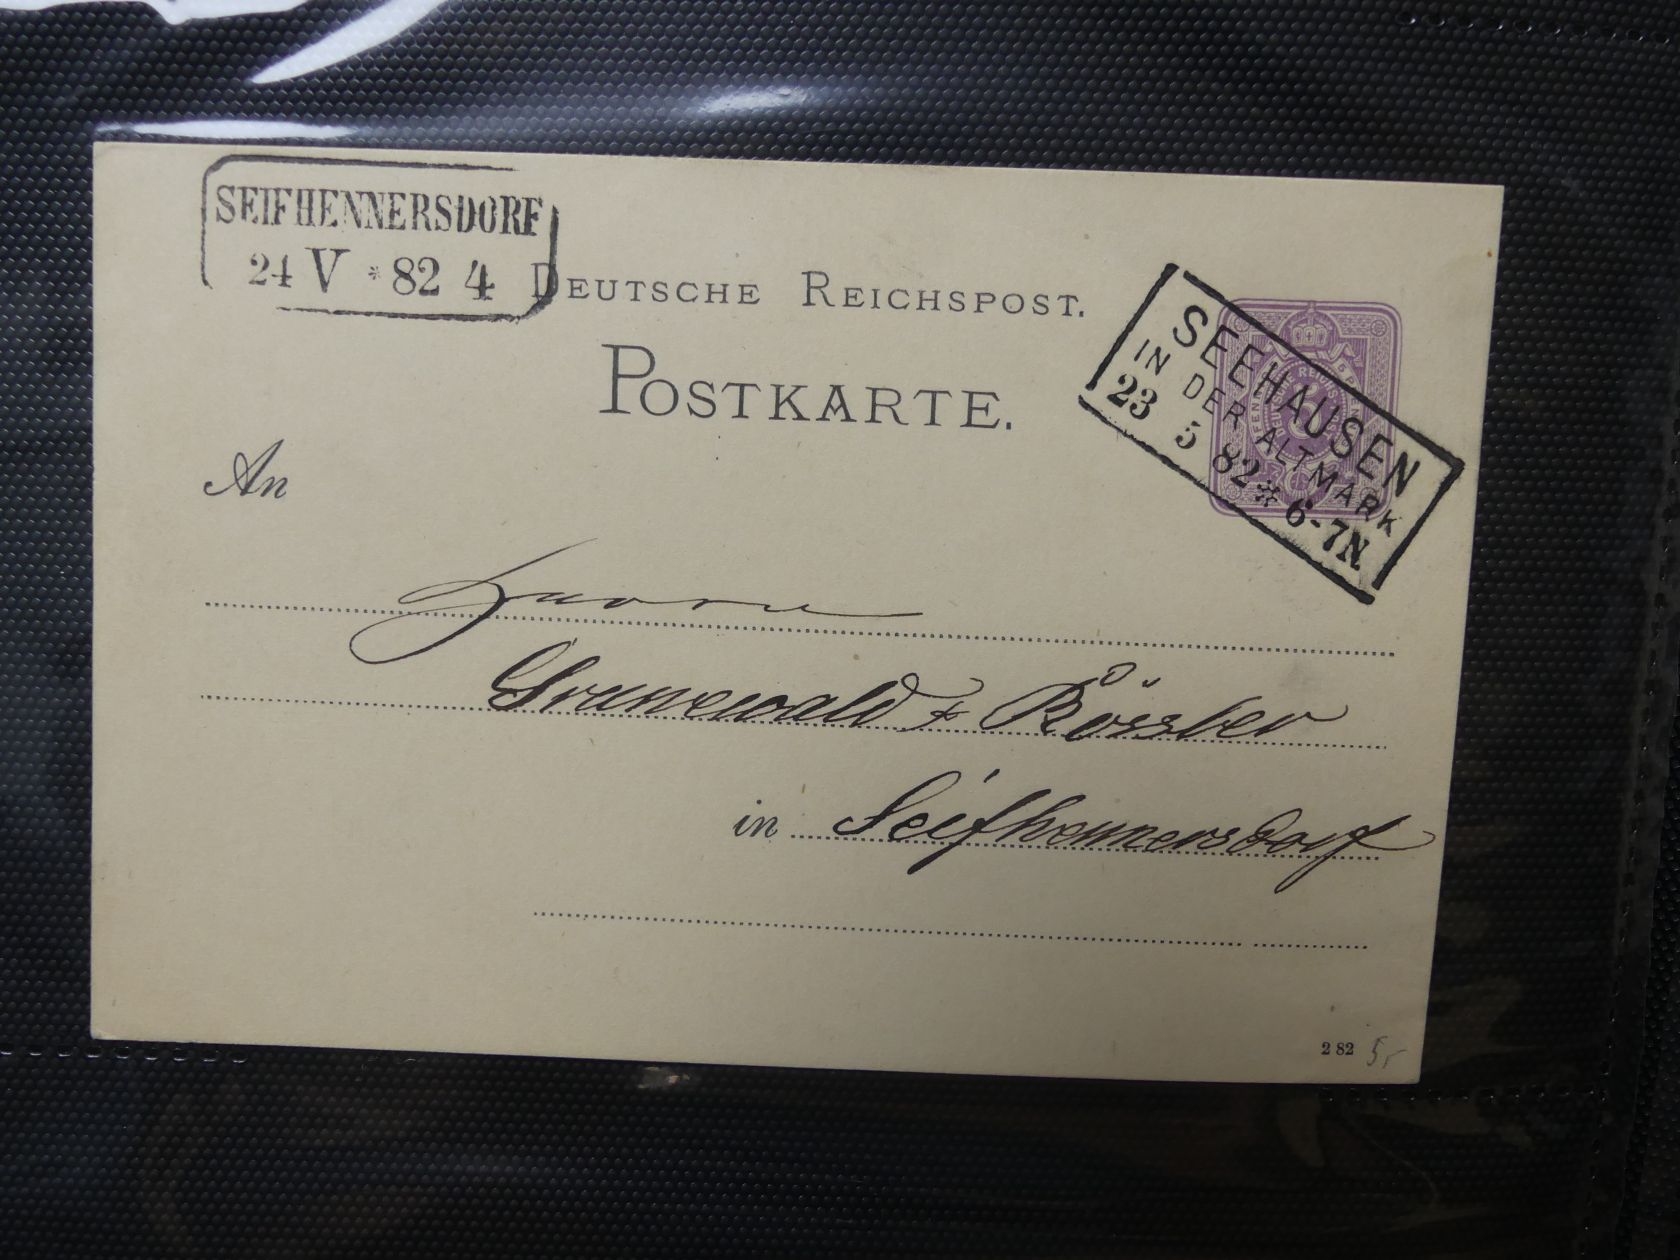 SEIFHENNERSDORF
24 V * 82 4
DEUTSCHE REICHSPOST.
POSTKARTE.
SEEHAUSEN
IN DER ALTMARK
23 5 82 * 6-7N.
An
Herren
Grunewald & Rössler
in Seifhennersdorf
2 82